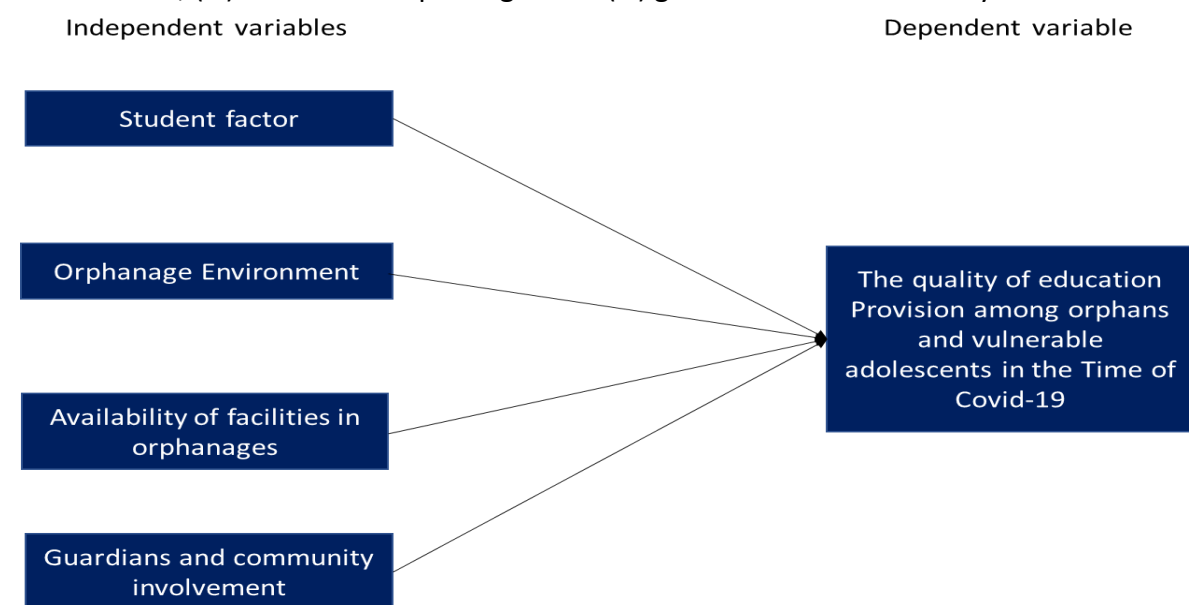 Independent variables
Dependent variable
Student factor
Orphanage Environment
The quality of education
Provision among orphans
and vulnerable
adolescents in the Time of
Covid-19
Availability of facilities in
orphanages
Guardians and community
involvement